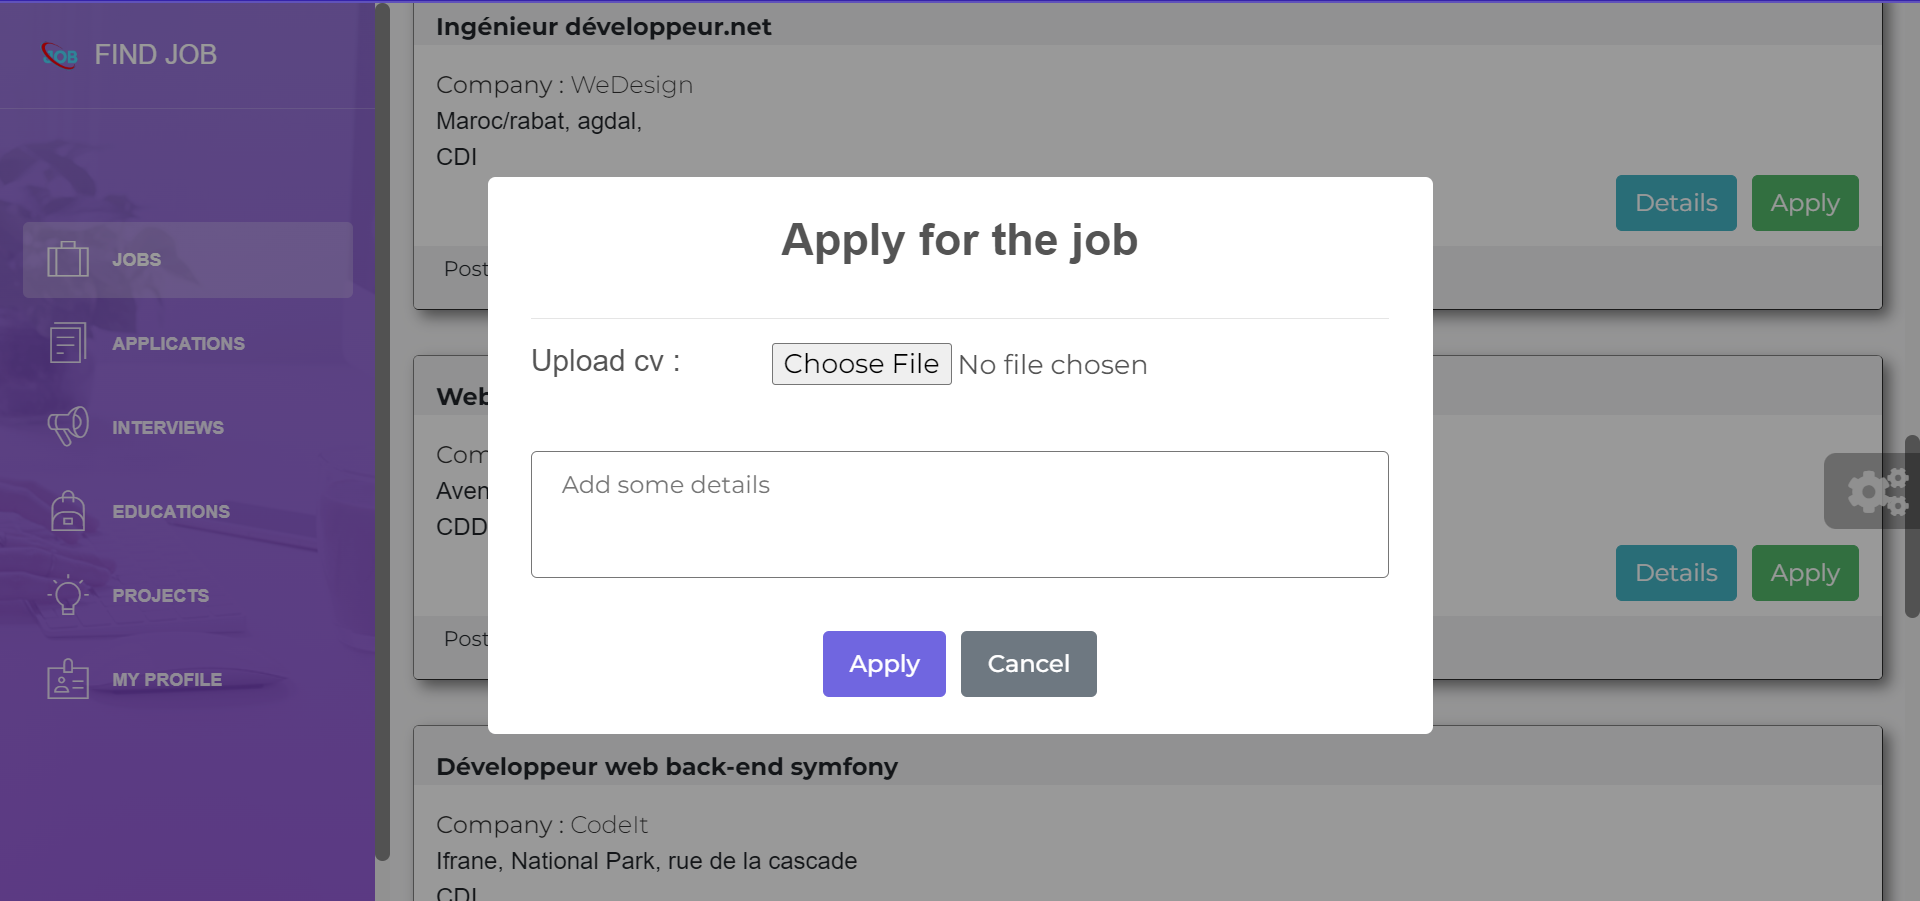 JOB FIND JOB
JOBS
APPLICATIONS
INTERVIEWS
EDUCATIONS
PROJECTS
MY PROFILE
Ingénieur développeur.net
Company : WeDesign
Maroc/rabat, agdal,
CDI
Details Apply
Post
Web
Com
Aven
CDD
Details Apply
Post
Apply for the job
Upload cv : Choose File No file chosen
Add some details
Apply Cancel
Développeur web back-end symfony
Company : CodeIt
Ifrane, National Park, rue de la cascade
CDI